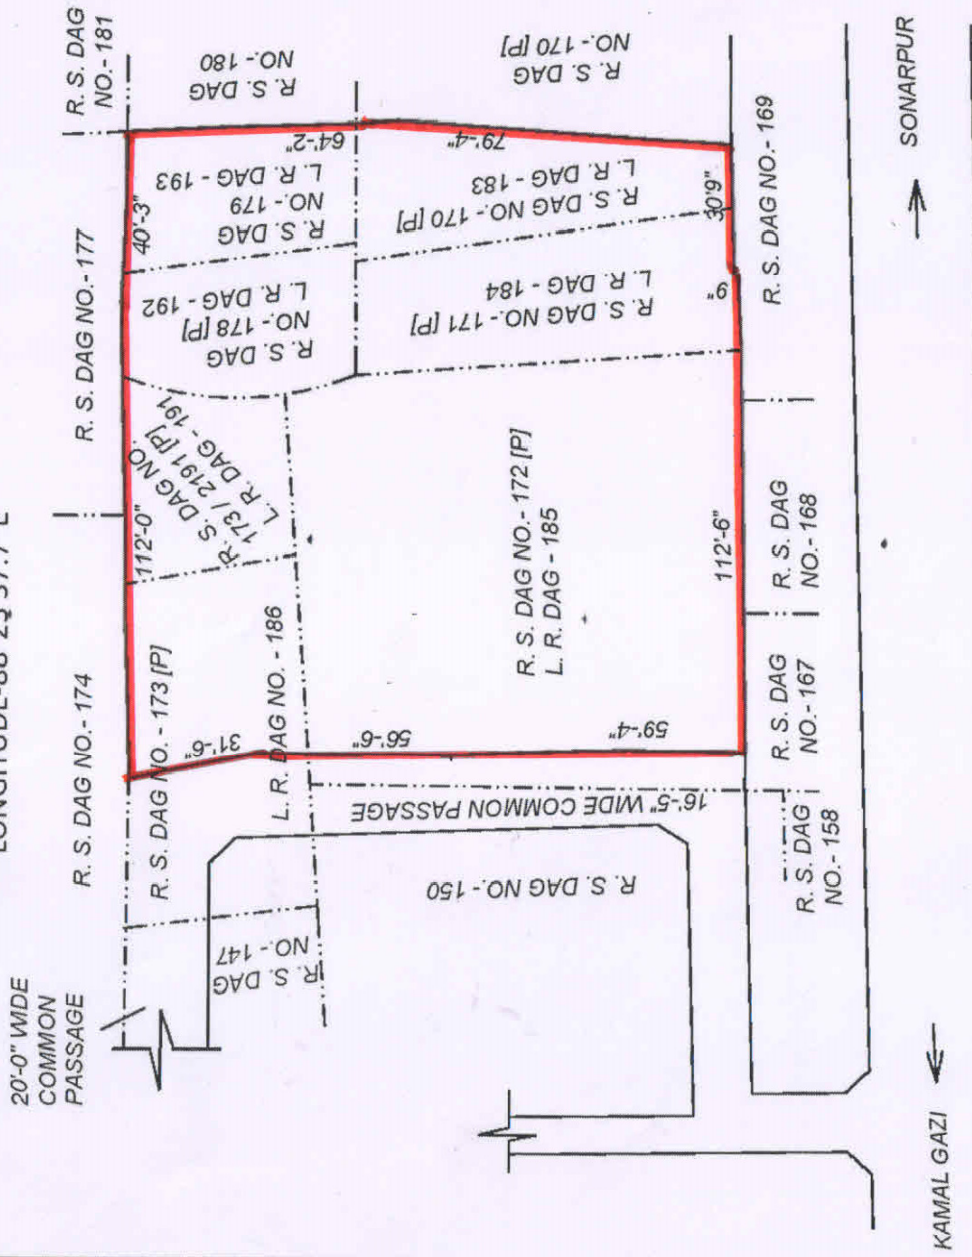 LONGITUDE-88°
20'-0" WIDE
COMMON
PASSAGE
R. S. DAG NO.- 174
R. S. DAG NO.- 177
R. S. DAG
NO.- 181
R. S. DAG
NO.- 180
R. S. DAG
NO.- 170 [P]
40'-3"
64'-2"
79'-4"
R. S. DAG
NO.- 179
L. R. DAG - 193
R. S. DAG NO.- 170 [P]
L. R. DAG - 183
30'9"
R. S. DAG
NO.- 178 [P]
L. R. DAG - 192
R. S. DAG NO.- 171 [P]
L. R. DAG - 184
9"
112'-0"
R. S. DAG NO.
173 / 2191 [P]
L. R. DAG - 191
R. S. DAG NO. - 173 [P]
L. R. DAG NO. - 186
31'-6"
56'-6"
59'-4"
R. S. DAG NO.- 172 [P]
L. R. DAG - 185
112'-6"
16'-5" WIDE COMMON PASSAGE
R. S. DAG
NO.- 147
R. S. DAG NO.- 150
R. S. DAG
NO.- 158
R. S. DAG
NO.- 167
R. S. DAG
NO.- 168
R. S. DAG NO.- 169
KAMAL GAZI
SONARPUR